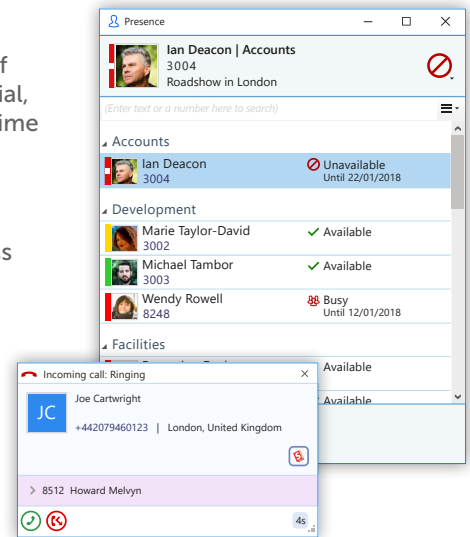 f
ial,
ime
s
Presence
Ian Deacon | Accounts
3004
Roadshow in London
(Enter text or a number here to search)
Accounts
Ian Deacon
Unavailable
3004
Until 22/01/2018
Development
Marie Taylor-David
Available
3002
Michael Tambor
Available
3003
Wendy Rowell
Busy
8248
Until 12/01/2018
Facilities
Available
Available
Incoming call: Ringing
JC
Joe Cartwright
+442079460123 | London, United Kingdom
8512 Howard Melvyn
4s